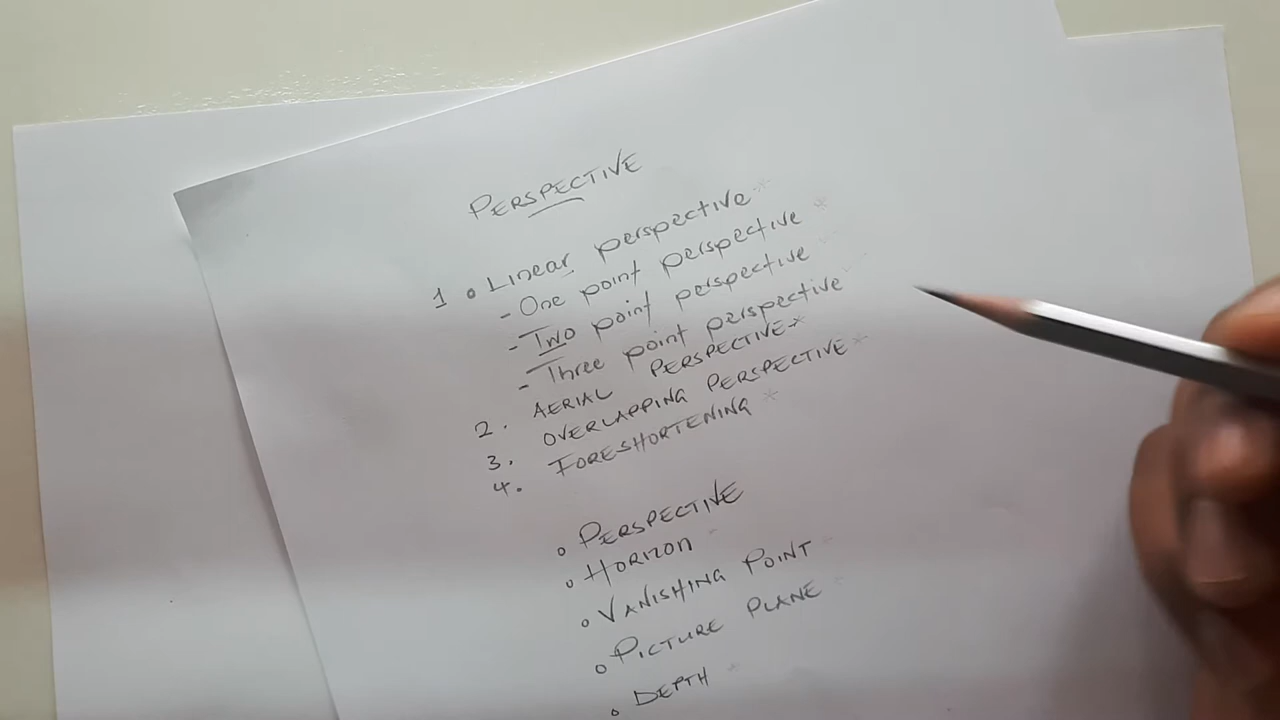 PERSPECTIVE
1 • Linear perspective *
- One point perspective *
- Two point perspective
- Three point perspective
2. AERIAL PERSPECTIVE *
3. OVERLAPPING PERSPECTIVE *
4. FORESHORTENING *
• PERSPECTIVE
• HORIZON
• VANISHING POINT
• PICTURE PLANE
• DEPTH